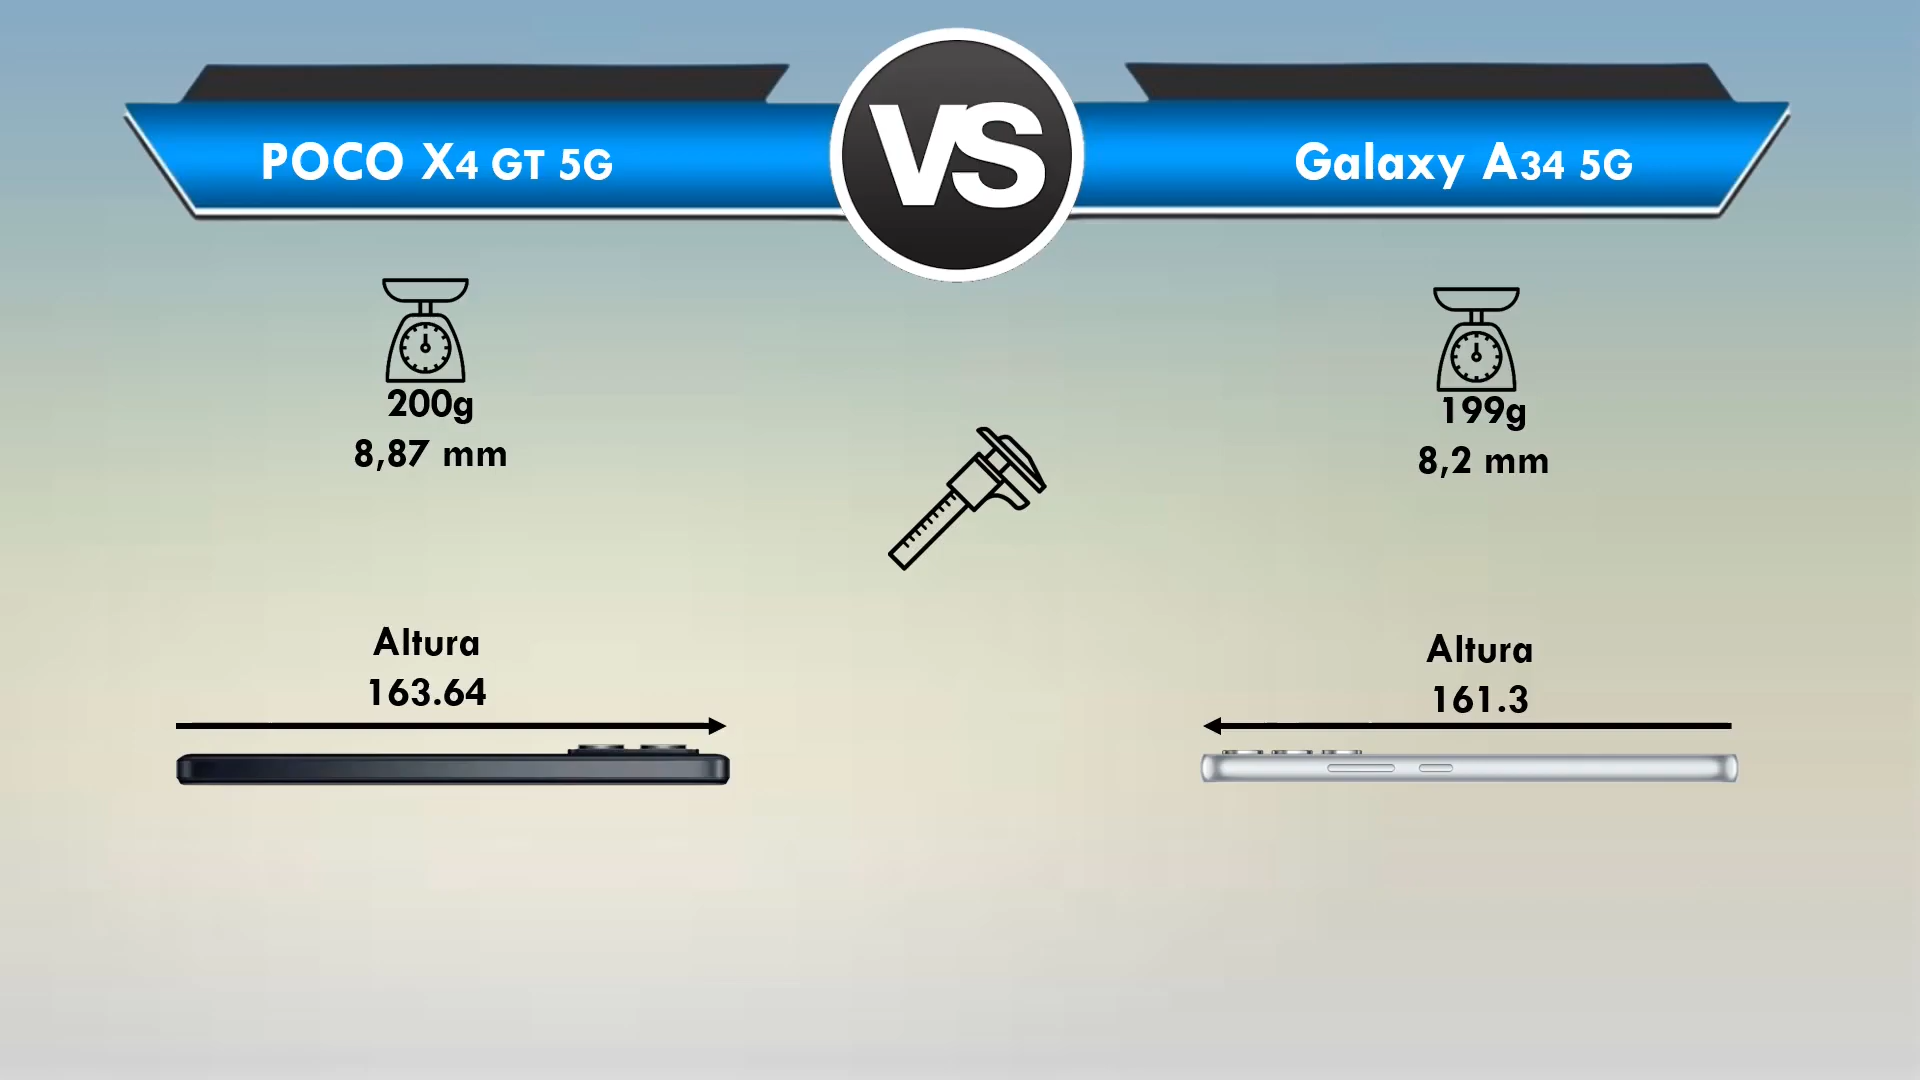 POCO X4 GT 5G
VS
Galaxy A34 5G
200g
8,87 mm
199g
8,2 mm
Altura
163.64
Altura
161.3